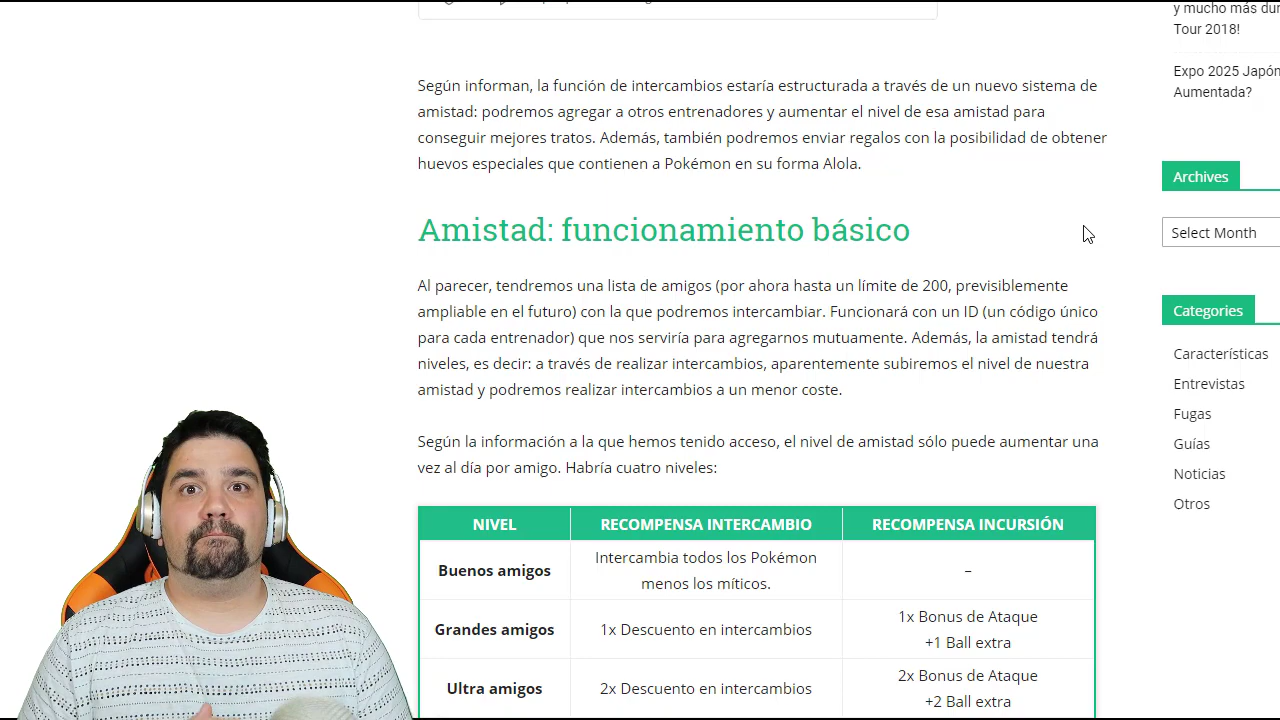 y mucho más dur
Tour 2018!
Expo 2025 Japón
Aumentada?
Según informan, la función de intercambios estaría estructurada a través de un nuevo sistema de
amistad: podremos agregar a otros entrenadores y aumentar el nivel de esa amistad para
conseguir mejores tratos. Además, también podremos enviar regalos con la posibilidad de obtener
huevos especiales que contienen a Pokémon en su forma Alola.
Archives
Select Month
Amistad: funcionamiento básico
Al parecer, tendremos una lista de amigos (por ahora hasta un límite de 200, previsiblemente
ampliable en el futuro) con la que podremos intercambiar. Funcionará con un ID (un código único
para cada entrenador) que nos serviría para agregarnos mutuamente. Además, la amistad tendrá
niveles, es decir: a través de realizar intercambios, aparentemente subiremos el nivel de nuestra
amistad y podremos realizar intercambios a un menor coste.
Categories
Características
Entrevistas
Fugas
Guías
Noticias
Otros
Según la información a la que hemos tenido acceso, el nivel de amistad sólo puede aumentar una
vez al día por amigo. Habría cuatro niveles:
NIVEL RECOMPENSA INTERCAMBIO RECOMPENSA INCURSIÓN
Buenos amigos
Intercambia todos los Pokémon
menos los míticos.
–
Grandes amigos
1x Descuento en intercambios
1x Bonus de Ataque
+1 Ball extra
Ultra amigos
2x Descuento en intercambios
2x Bonus de Ataque
+2 Ball extra